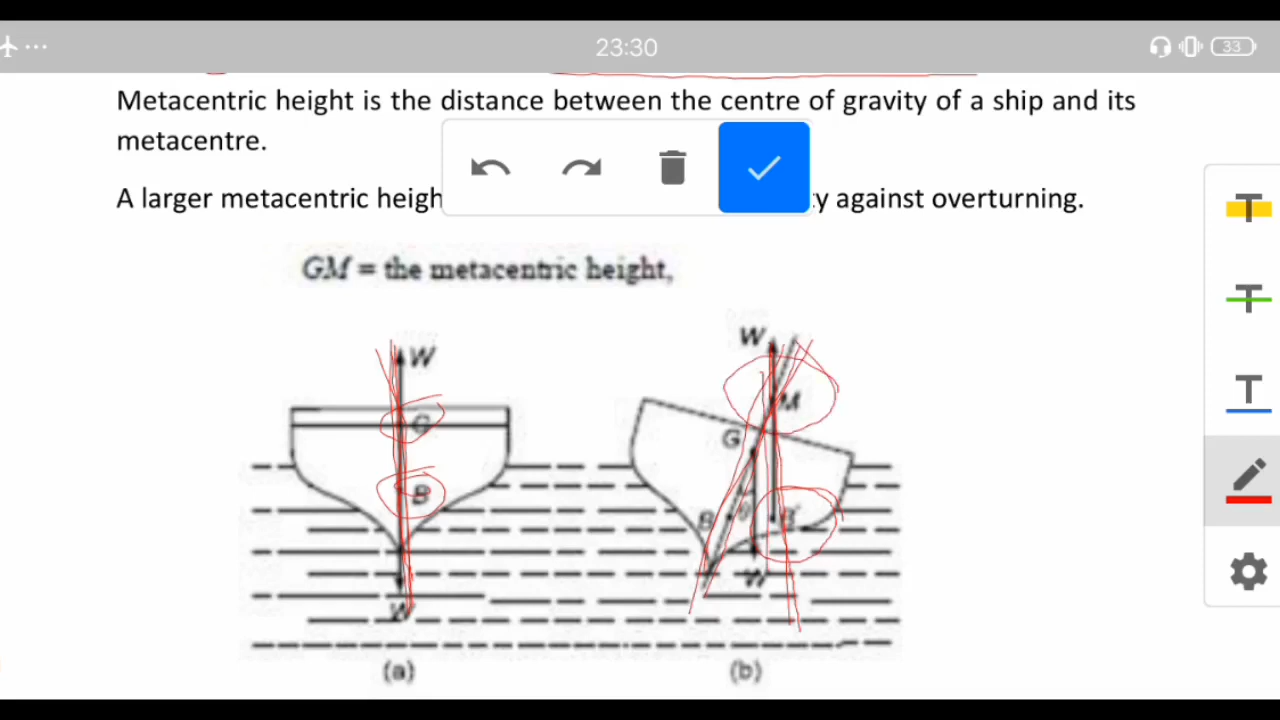 23:30
33
Metacentric height is the distance between the centre of gravity of a ship and its
metacentre.
A larger metacentric heigh
y against overturning.
GM = the metacentric height,
W
W
G
M
G
B
B
B'
θ
W
W
(a)
(b)
T
T
T